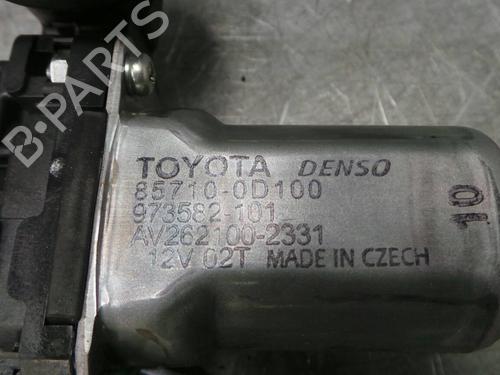 B-PARTS
TOYOTA DENSO
85710-0D100
973582-101
AV262100-2331
12V 02T MADE IN CZECH
10